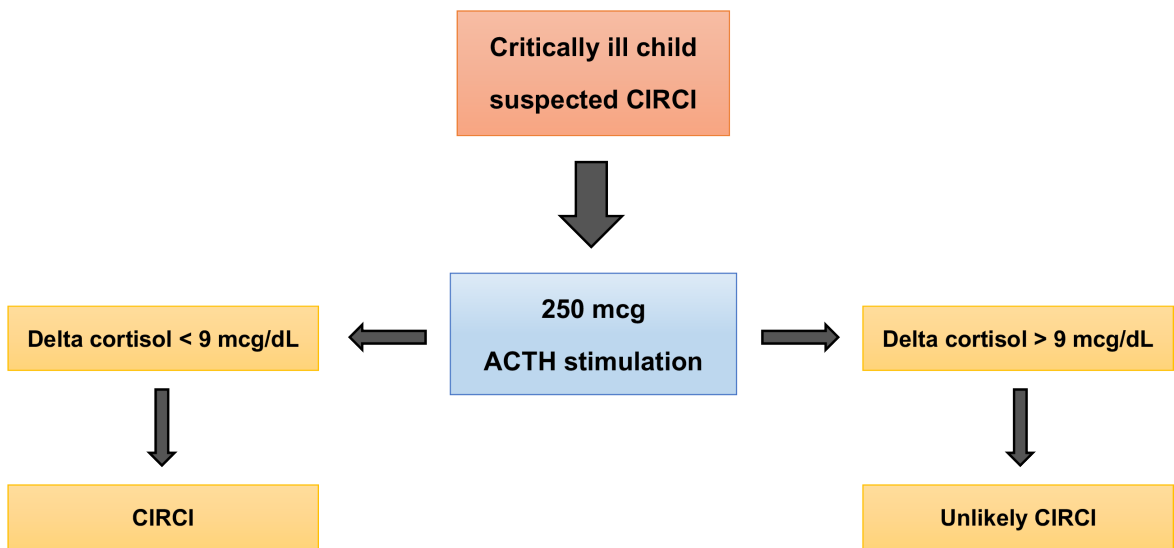 Critically ill child
suspected CIRCI
250 mcg
ACTH stimulation
Delta cortisol < 9 mcg/dL
Delta cortisol > 9 mcg/dL
CIRCI
Unlikely CIRCI